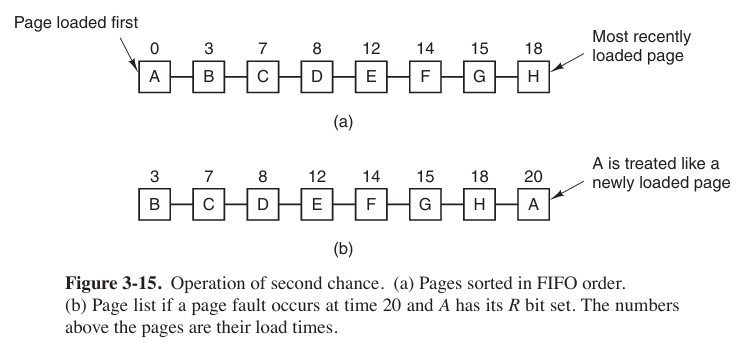 Page loaded first
Most recently
loaded page
0 3 7 8 12 14 15 18
A B C D E F G H
(a)
A is treated like a
newly loaded page
3 7 8 12 14 15 18 20
B C D E F G H A
(b)
Figure 3-15. Operation of second chance. (a) Pages sorted in FIFO order.
(b) Page list if a page fault occurs at time 20 and A has its R bit set. The numbers
above the pages are their load times.